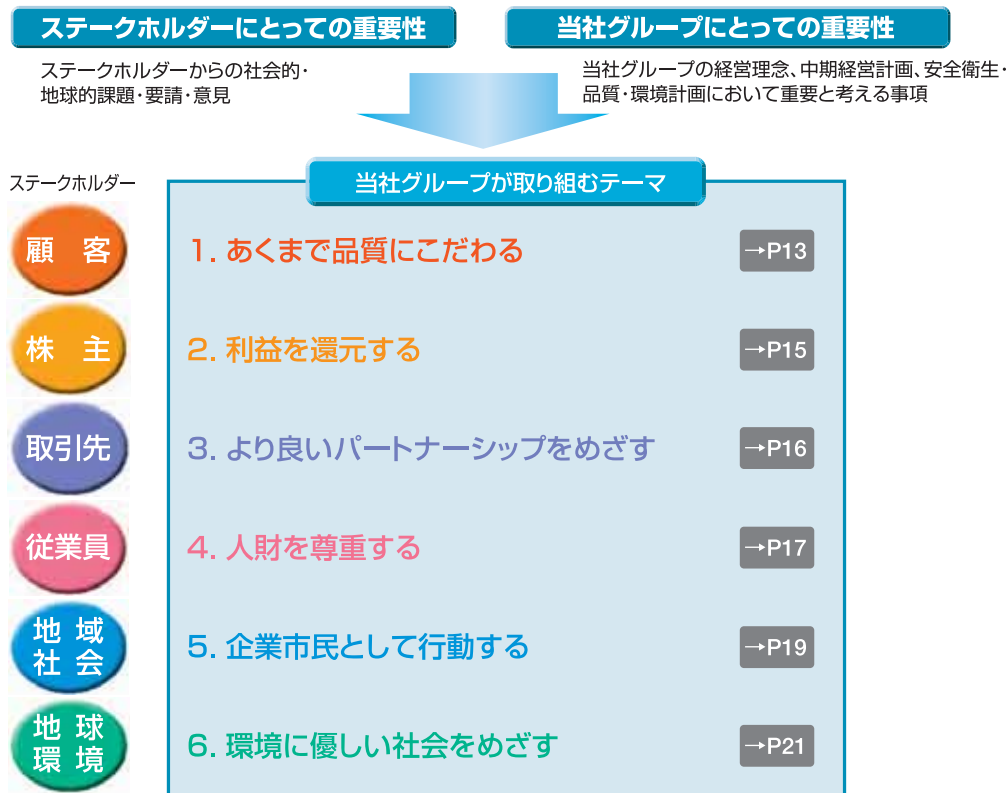 ステークホルダーにとっての重要性
当社グループにとっての重要性
ステークホルダーからの社会的・
地球的課題・要請・意見
当社グループの経営理念、中期経営計画、安全衛生・
品質・環境計画において重要と考える事項
ステークホルダー
当社グループが取り組むテーマ
顧客
1. あくまで品質にこだわる
→P13
株主
2. 利益を還元する
→P15
取引先
3. より良いパートナーシップをめざす
→P16
従業員
4. 人財を尊重する
→P17
地域
社会
5. 企業市民として行動する
→P19
地球
環境
6. 環境に優しい社会をめざす
→P21